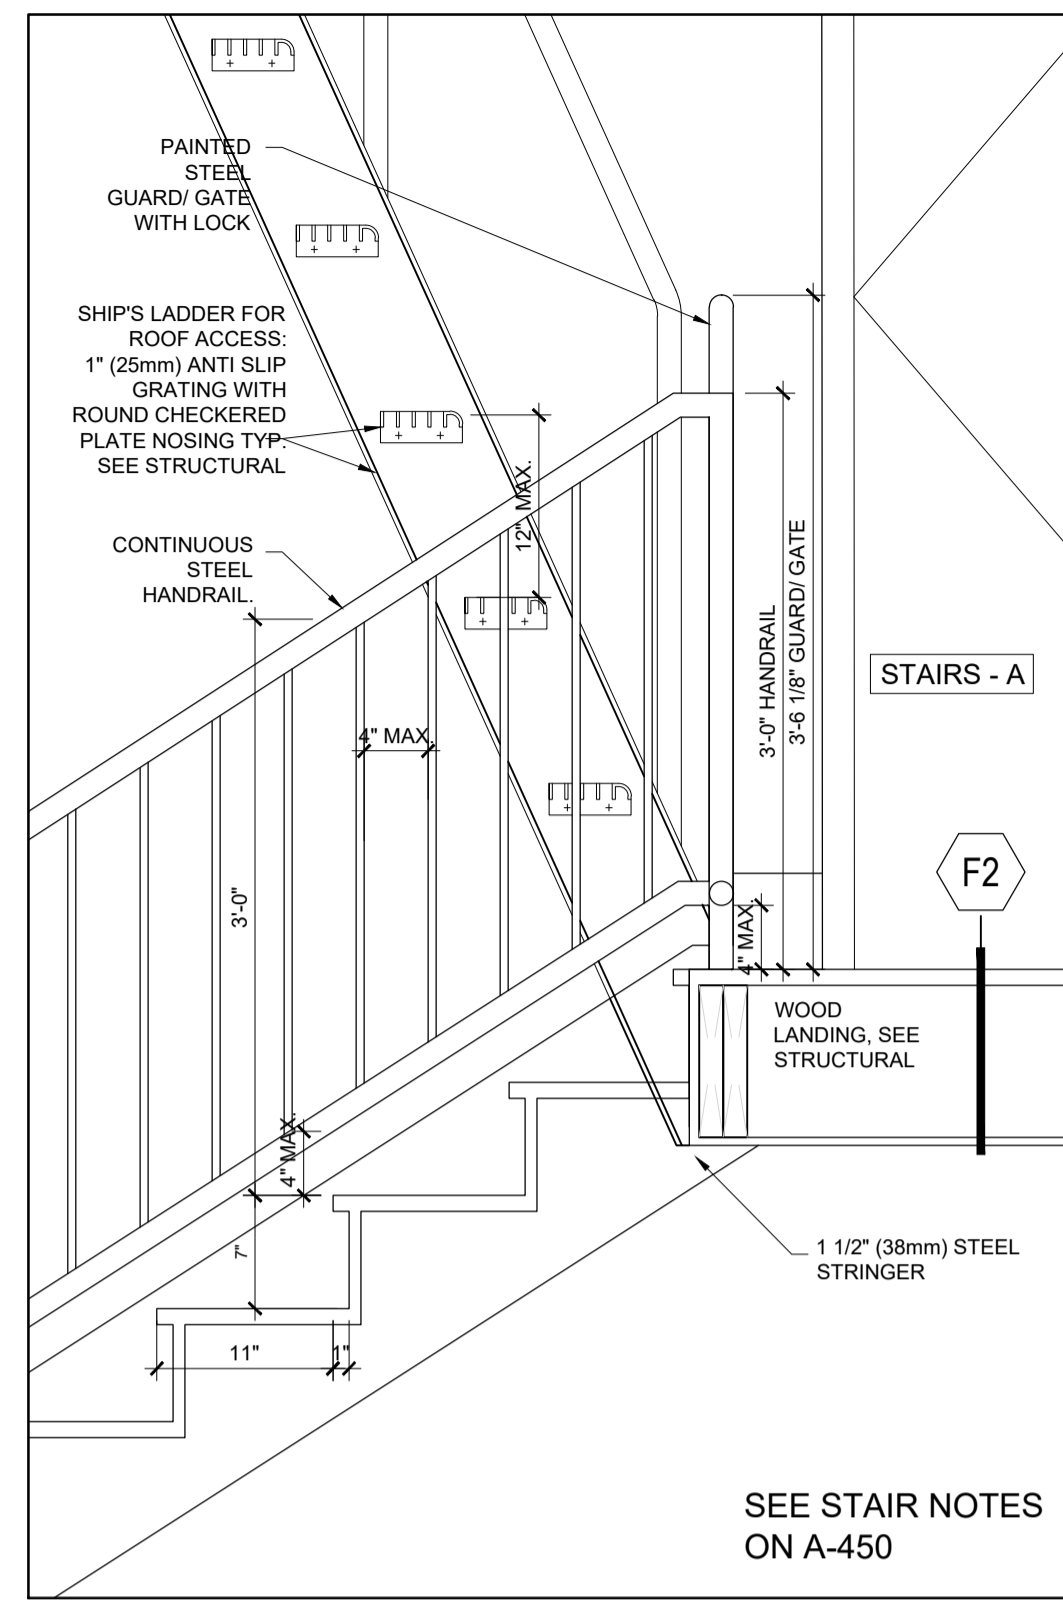 PAINTED
STEEL
GUARD/ GATE
WITH LOCK
SHIP'S LADDER FOR
ROOF ACCESS:
1" (25mm) ANTI SLIP
GRATING WITH
ROUND CHECKERED
PLATE NOSING TYP.
SEE STRUCTURAL
CONTINUOUS
STEEL
HANDRAIL.
12" MAX.
4" MAX.
3'-0"
3'-0" HANDRAIL
3'-6 1/8" GUARD/ GATE
STAIRS - A
F2
4" MAX.
WOOD
LANDING, SEE
STRUCTURAL
4" MAX.
7"
11"
1"
1 1/2" (38mm) STEEL
STRINGER
SEE STAIR NOTES
ON A-450